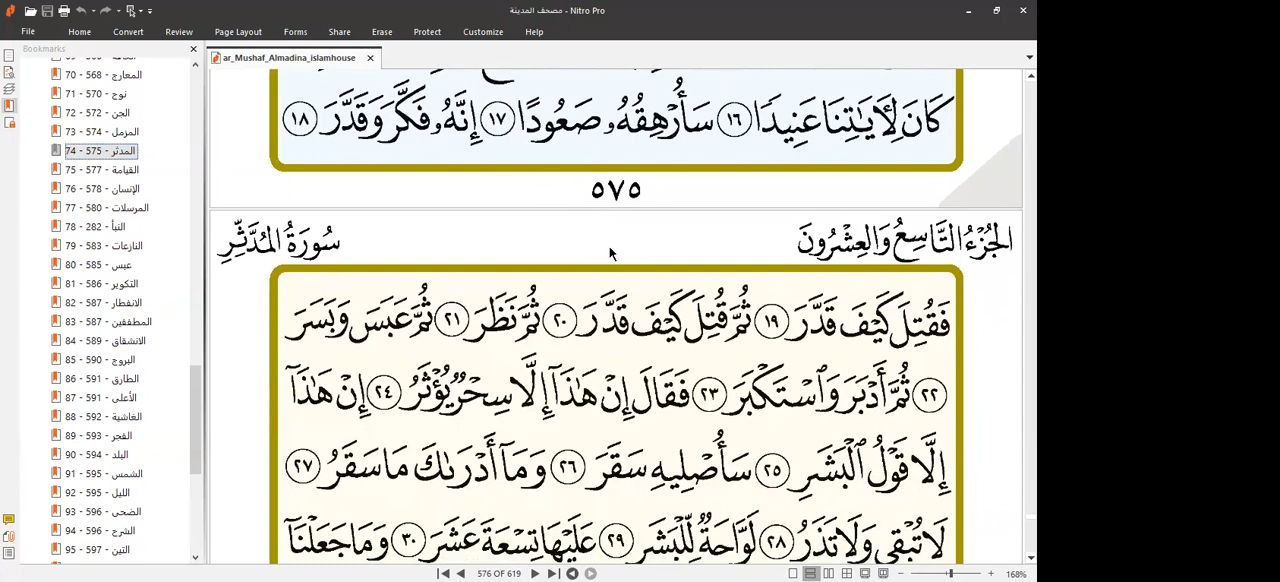 مصحف المدينة - Nitro Pro
File Home Convert Review Page Layout Forms Share Erase Protect Customize Help
Bookmarks
ar_Mushaf_Almadina_islamhouse
70 - 568 - المعارج
71 - 570 - نوح
72 - 572 - الجن
73 - 574 - المزمل
74 - 575 - المدثر
75 - 577 - القيامة
76 - 578 - الإنسان
77 - 580 - المرسلات
78 - 282 - النبأ
79 - 583 - النازعات
80 - 585 - عبس
81 - 586 - التكوير
82 - 587 - الانفطار
83 - 587 - المطففين
84 - 589 - الانشقاق
85 - 590 - البروج
86 - 591 - الطارق
87 - 591 - الأعلى
88 - 592 - الغاشية
89 - 593 - الفجر
90 - 594 - البلد
91 - 595 - الشمس
92 - 595 - الليل
93 - 596 - الضحى
94 - 596 - الشرح
95 - 597 - التين
كَانَ لِأٓيَٰتِنَا عَنِيدٗا ١٦ سَأُرۡهِقُهُۥ صَعُودًا ١٧ إِنَّهُۥ فَكَّرَ وَقَدَّرَ ١٨
٥٧٥
الجُزْءُ التَّاسِعُ وَالعِشْرُونَ
سُورَةُ المُدَّثِّرِ
فَقُتِلَ كَيۡفَ قَدَّرَ ١٩ ثُمَّ قُتِلَ كَيۡفَ قَدَّرَ ٢٠ ثُمَّ نَظَرَ ٢١ ثُمَّ عَبَسَ وَبَسَرَ
٢٢ ثُمَّ أَدۡبَرَ وَٱسۡتَكۡبَرَ ٢٣ فَقَالَ إِنۡ هَٰذَآ إِلَّا سِحۡرٞ يُؤۡثَرُ ٢٤ إِنۡ هَٰذَآ
إِلَّا قَوۡلُ ٱلۡبَشَرِ ٢٥ سَأُصۡلِيهِ سَقَرَ ٢٦ وَمَآ أَدۡرَىٰكَ مَا سَقَرُ ٢٧
لَا تُبۡقِي وَلَا تَذَرُ ٢٨ لَوَّاحَةٞ لِّلۡبَشَرِ ٢٩ عَلَيۡهَا تِسۡعَةَ عَشَرَ ٣٠ وَمَا جَعَلۡنَآ
576 OF 619
168%